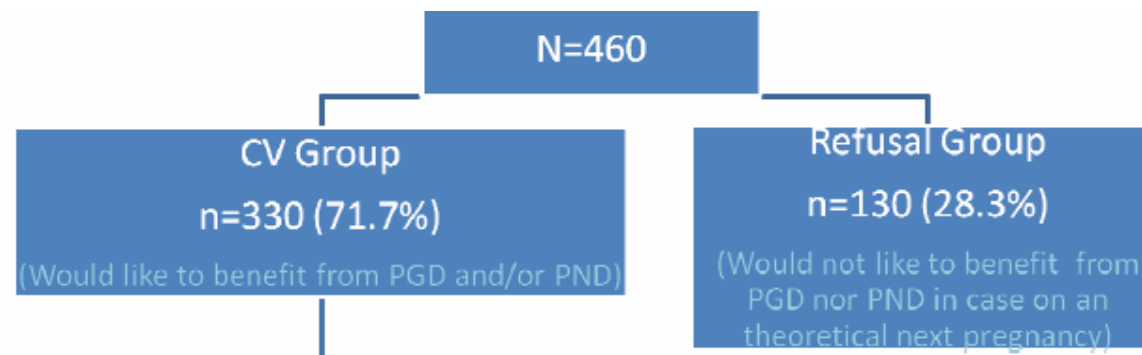 N=460
CV Group
n=330 (71.7%)
(Would like to benefit from PGD and/or PND)
Refusal Group
n=130 (28.3%)
(Would not like to benefit from
PGD nor PND in case on an
theoretical next pregnancy)